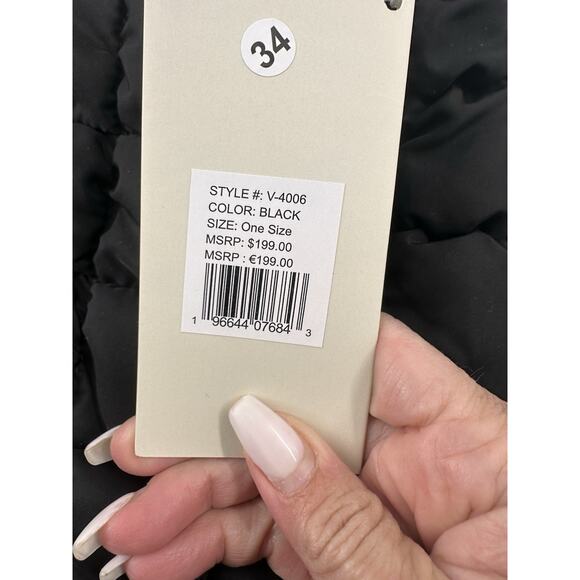 34
STYLE #: V-4006
COLOR: BLACK
SIZE: One Size
MSRP: $199.00
MSRP : €199.00
1 96644 07684 3